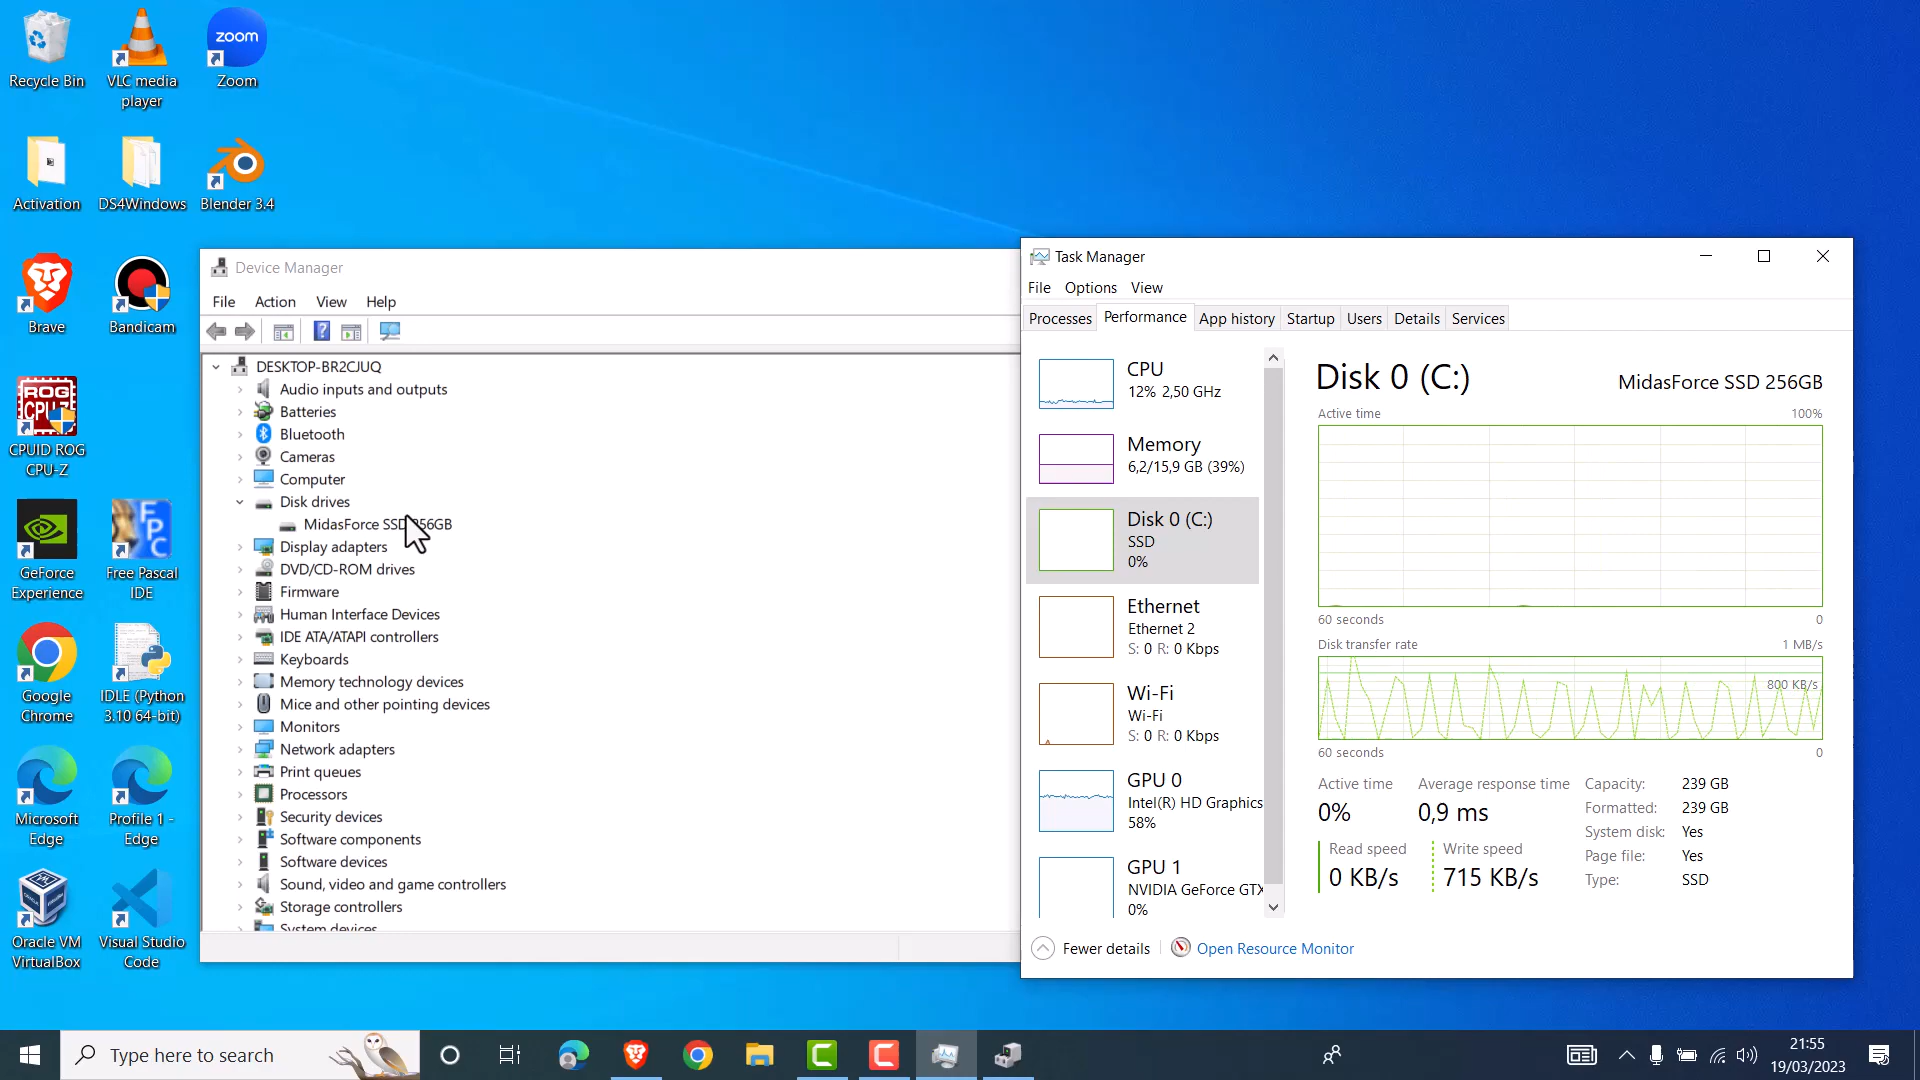 Recycle Bin
VLC media
player
zoom
Zoom
Activation
DS4Windows
Blender 3.4
Brave
Bandicam
ROG
CPU-Z
CPUID ROG
CPU-Z
GeForce
Experience
FPC
Free Pascal
IDE
Google
Chrome
IDLE (Python
3.10 64-bit)
Microsoft
Edge
Profile 1 -
Edge
Oracle VM
VirtualBox
Visual Studio
Code
Device Manager
File Action View Help
DESKTOP-BR2CJUQ
Audio inputs and outputs
Batteries
Bluetooth
Cameras
Computer
Disk drives
MidasForce SSD 256GB
Display adapters
DVD/CD-ROM drives
Firmware
Human Interface Devices
IDE ATA/ATAPI controllers
Keyboards
Memory technology devices
Mice and other pointing devices
Monitors
Network adapters
Print queues
Processors
Security devices
Software components
Software devices
Sound, video and game controllers
Storage controllers
System devices
Task Manager
File Options View
Processes Performance App history Startup Users Details Services
CPU
12% 2,50 GHz
Memory
6,2/15,9 GB (39%)
Disk 0 (C:)
SSD
0%
Ethernet
Ethernet 2
S: 0 R: 0 Kbps
Wi-Fi
Wi-Fi
S: 0 R: 0 Kbps
GPU 0
Intel(R) HD Graphics
58%
GPU 1
NVIDIA GeForce GTX
0%
Disk 0 (C:)
MidasForce SSD 256GB
Active time 100%
60 seconds 0
Disk transfer rate 1 MB/s
800 KB/s
60 seconds 0
Active time
0%
Average response time
0,9 ms
Read speed
0 KB/s
Write speed
715 KB/s
Capacity: 239 GB
Formatted: 239 GB
System disk: Yes
Page file: Yes
Type: SSD
Fewer details
Open Resource Monitor
Type here to search
21:55
19/03/2023